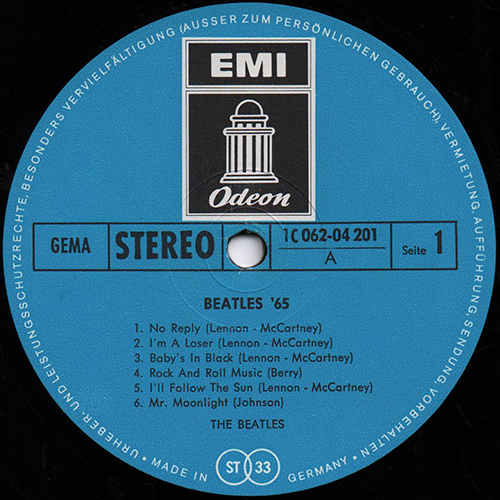 URHEBER- UND LEISTUNGSSCHUTZRECHTE, BESONDERS VERVIELFÄLTIGUNG (AUSSER ZUM PERSÖNLICHEN GEBRAUCH), VERMIETUNG, AUFFÜHRUNG, SENDUNG VORBEHALTEN
EMI
Odeon
GEMA
STEREO
1C 062-04 201
A
Seite 1
BEATLES '65
1. No Reply (Lennon - McCartney)
2. I'm A Loser (Lennon - McCartney)
3. Baby's In Black (Lennon - McCartney)
4. Rock And Roll Music (Berry)
5. I'll Follow The Sun (Lennon - McCartney)
6. Mr. Moonlight (Johnson)
THE BEATLES
• MADE IN GERMANY •
ST 33